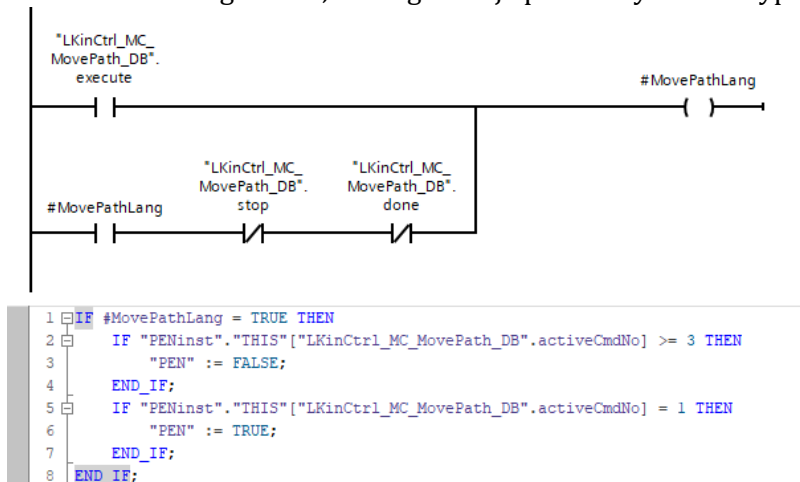 "LKinCtrl_MC_
MovePath_DB".
execute
#MovePathLang
"LKinCtrl_MC_
MovePath_DB".
stop
"LKinCtrl_MC_
MovePath_DB".
done
#MovePathLang
1 IF #MovePathLang = TRUE THEN
2 IF "PENinst"."THIS"["LKinCtrl_MC_MovePath_DB".activeCmdNo] >= 3 THEN
3 "PEN" := FALSE;
4 END_IF;
5 IF "PENinst"."THIS"["LKinCtrl_MC_MovePath_DB".activeCmdNo] = 1 THEN
6 "PEN" := TRUE;
7 END_IF;
8 END_IF;